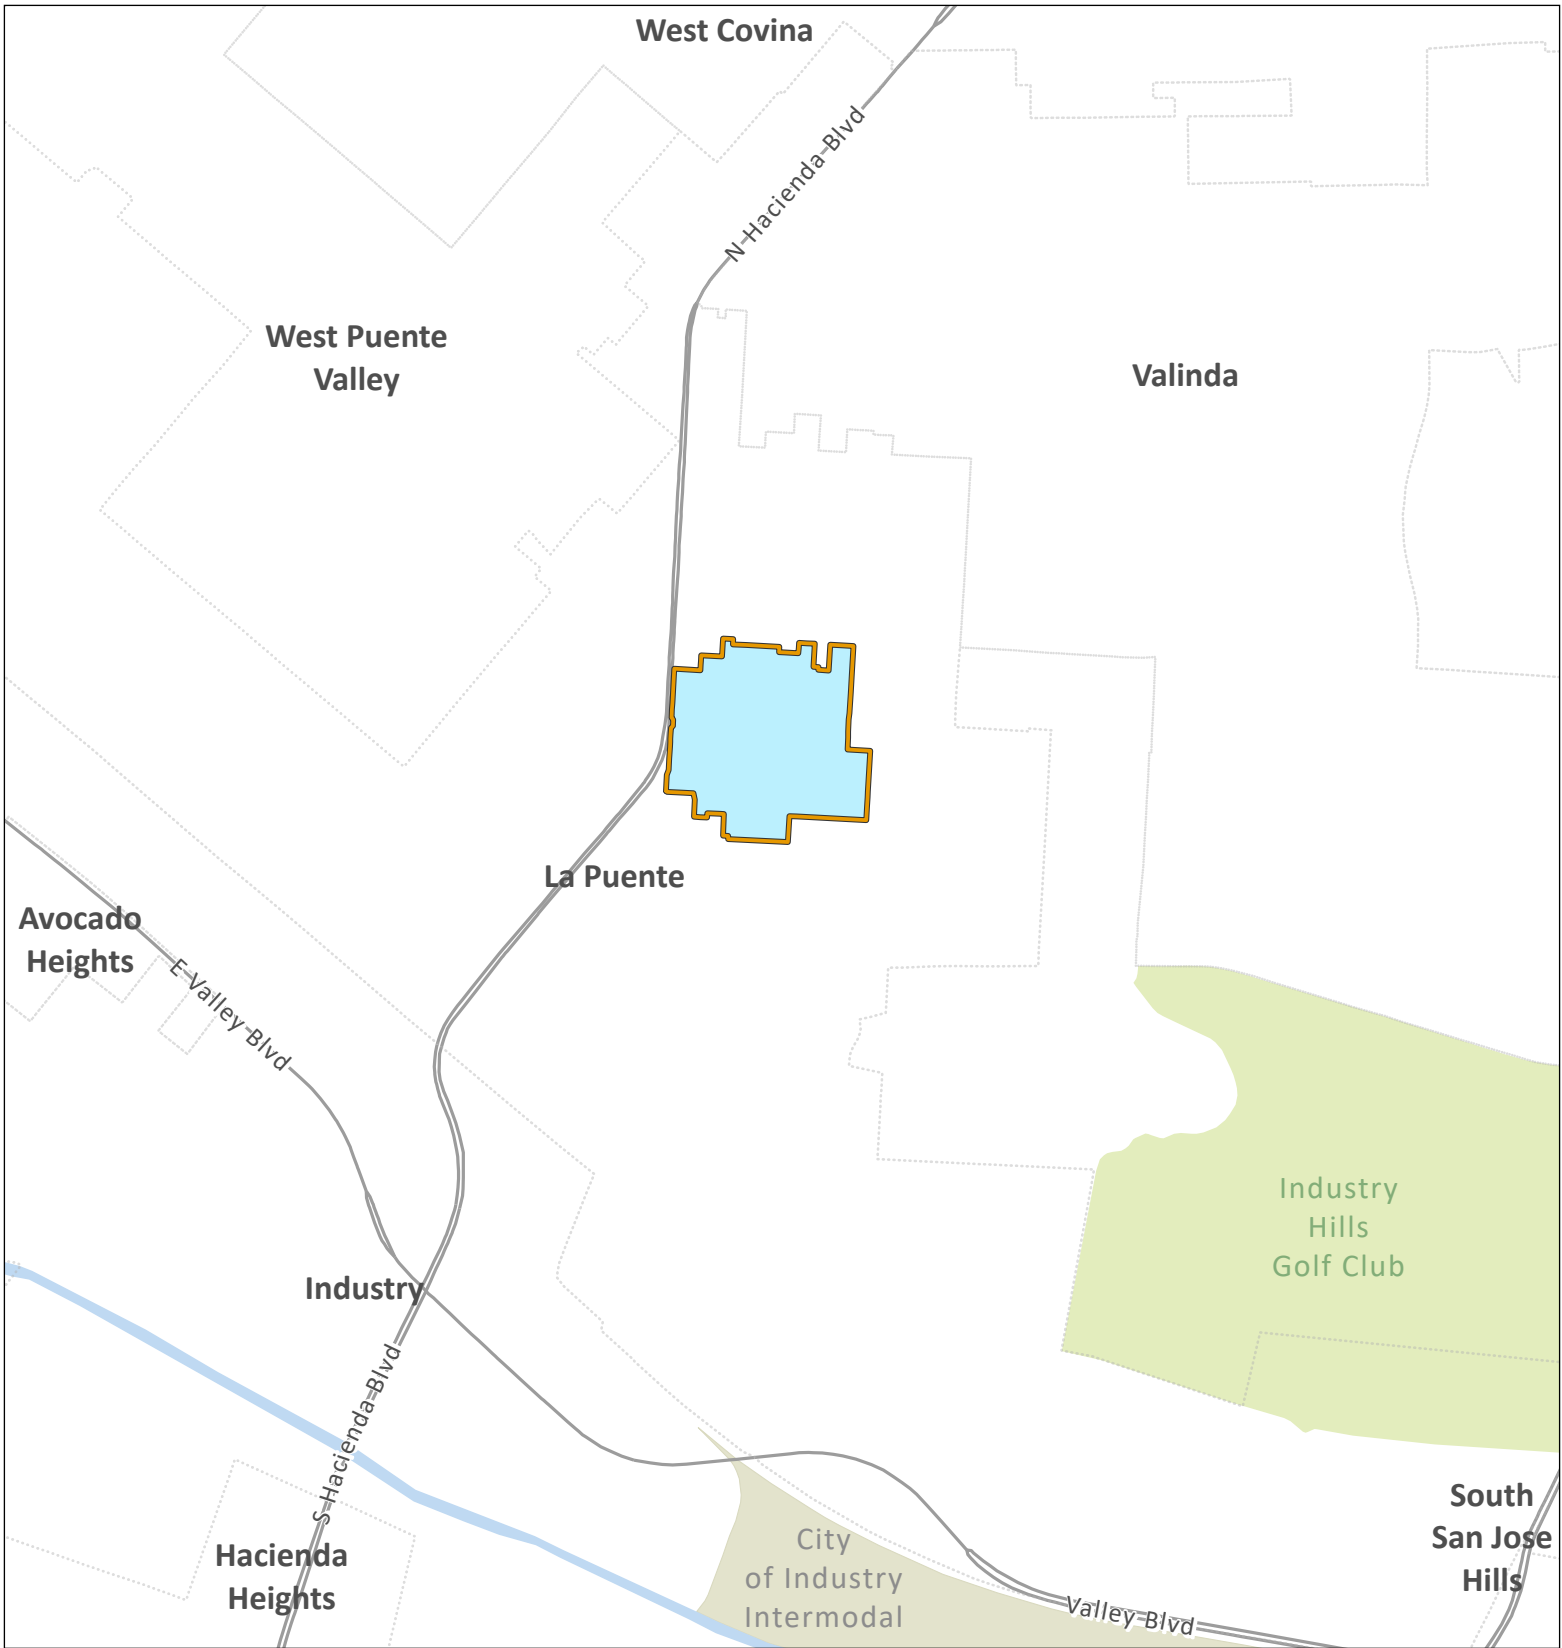 West Covina
N Hacienda Blvd
West Puente
Valley
Valinda
La Puente
Avocado
Heights
E Valley Blvd
Industry
Hills
Golf Club
Industry
S Hacienda Blvd
South
San Jose
Hills
Hacienda
Heights
City
of Industry
Intermodal
Valley Blvd